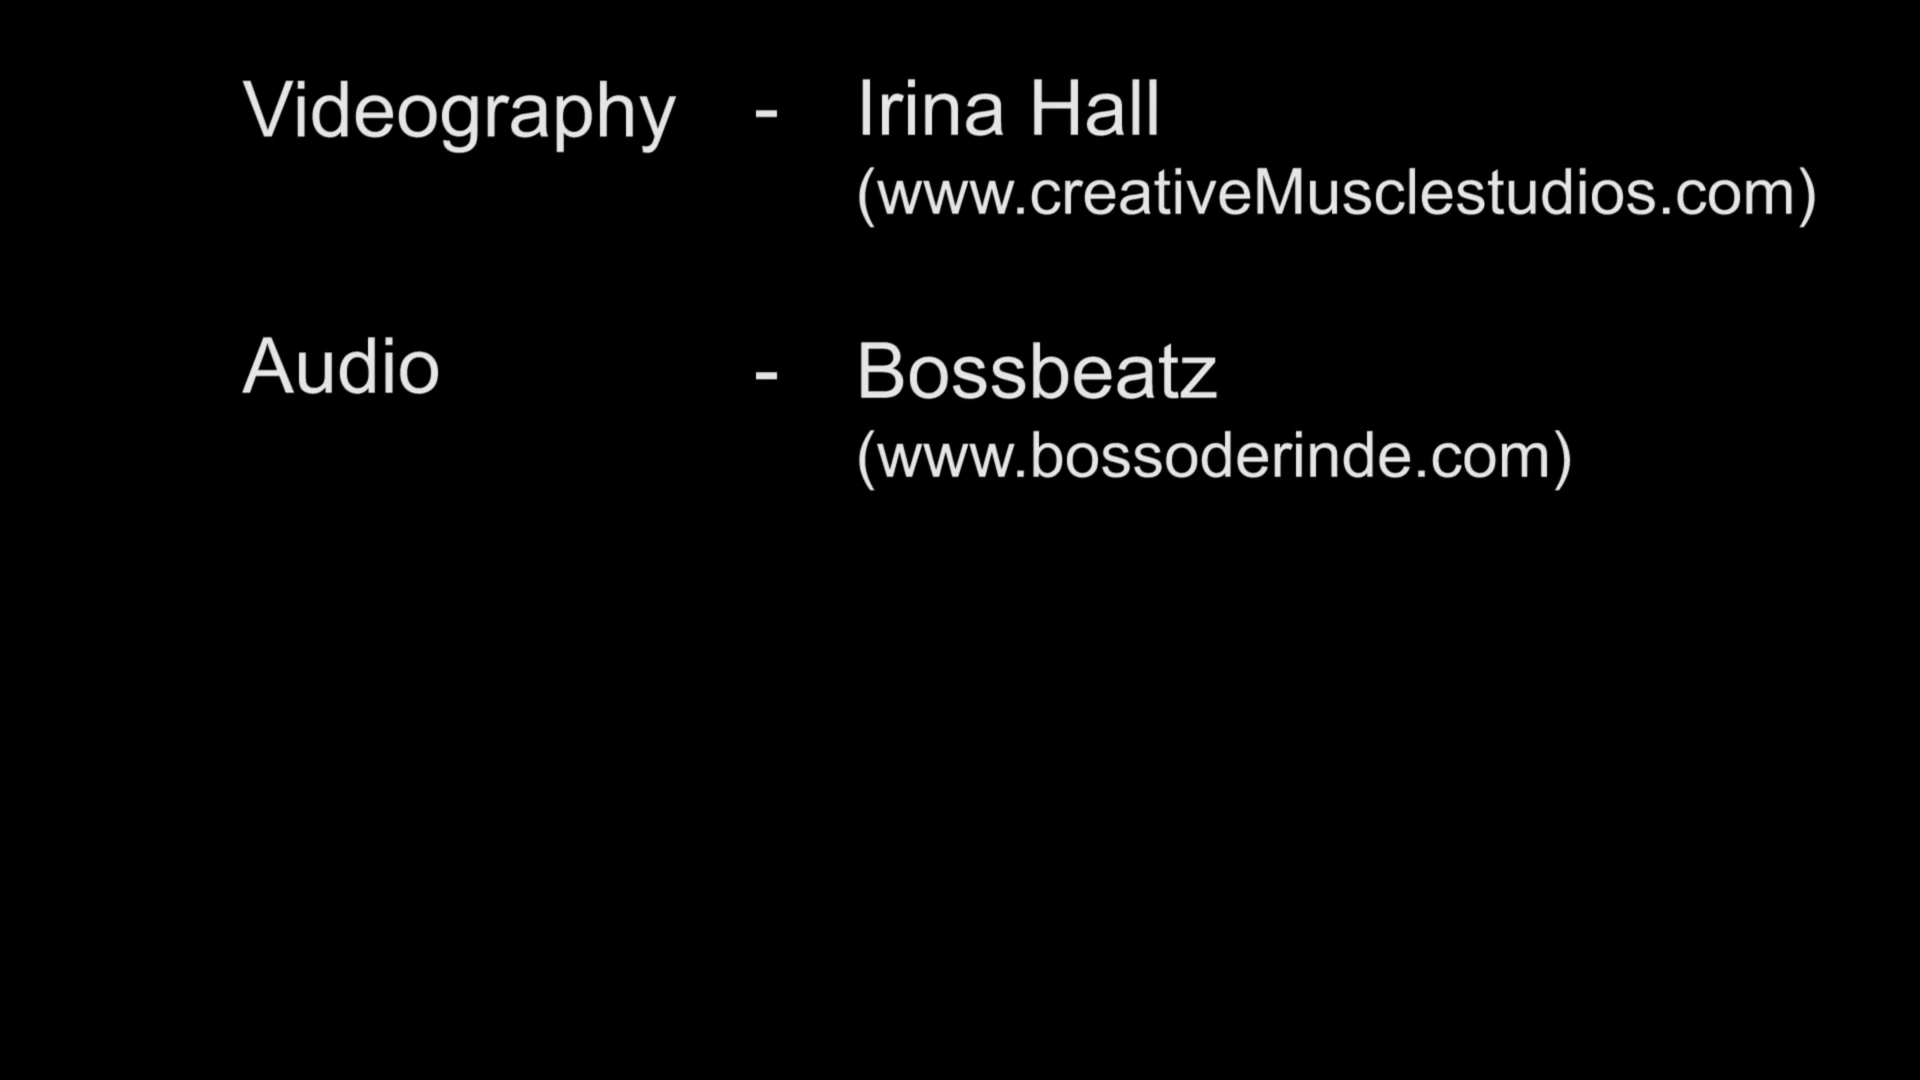 Videography - Irina Hall
(www.creativeMusclestudios.com)
Audio - Bossbeatz
(www.bossoderinde.com)